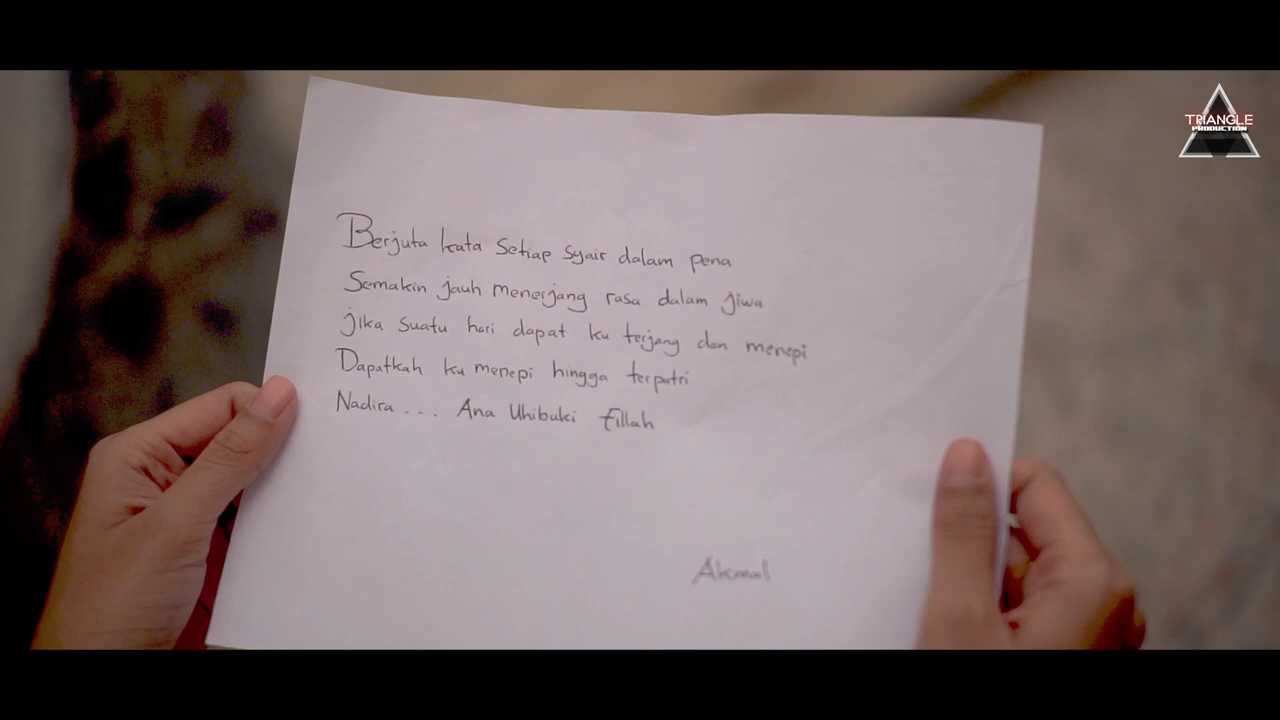 TRIANGLE
PRODUCTION
Berjuta kata Setiap Syair dalam pena
Semakin jauh menerjang rasa dalam jiwa
jika Suatu hari dapat ku terjang dan menepi
Dapatkah ku menepi hingga terpatri
Nadira ... Ana Uhibuki fillah
Akmal